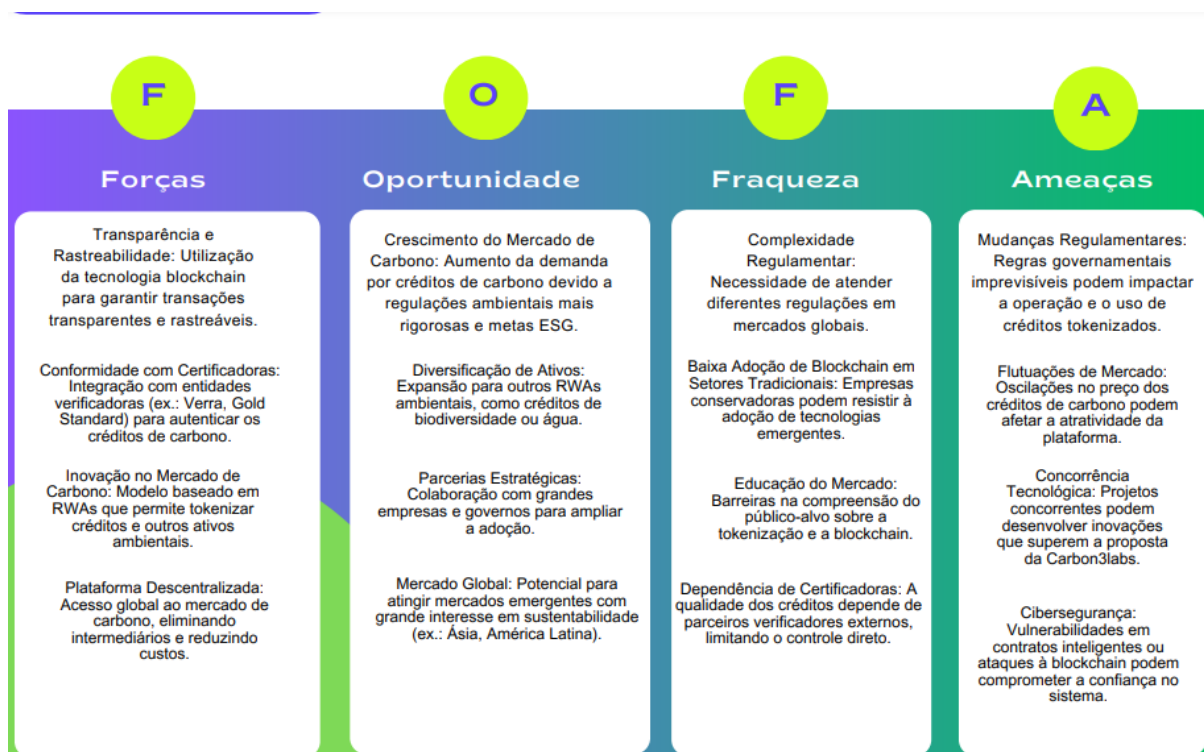 F
Forças
Transparência e
Rastreabilidade: Utilização
da tecnologia blockchain
para garantir transações
transparentes e rastreáveis.
Conformidade com Certificadoras:
Integração com entidades
verificadoras (ex.: Verra, Gold
Standard) para autenticar os
créditos de carbono.
Inovação no Mercado de
Carbono: Modelo baseado em
RWAs que permite tokenizar
créditos e outros ativos
ambientais.
Plataforma Descentralizada:
Acesso global ao mercado de
carbono, eliminando
intermediários e reduzindo
custos.
O
Oportunidade
Crescimento do Mercado de
Carbono: Aumento da demanda
por créditos de carbono devido a
regulações ambientais mais
rigorosas e metas ESG.
Diversificação de Ativos:
Expansão para outros RWAs
ambientais, como créditos de
biodiversidade ou água.
Parcerias Estratégicas:
Colaboração com grandes
empresas e governos para ampliar
a adoção.
Mercado Global: Potencial para
atingir mercados emergentes com
grande interesse em sustentabilidade
(ex.: Ásia, América Latina).
F
Fraqueza
Complexidade
Regulamentar:
Necessidade de atender
diferentes regulações em
mercados globais.
Baixa Adoção de Blockchain em
Setores Tradicionais: Empresas
conservadoras podem resistir à
adoção de tecnologias
emergentes.
Educação do Mercado:
Barreiras na compreensão do
público-alvo sobre a
tokenização e a blockchain.
Dependência de Certificadoras: A
qualidade dos créditos depende de
parceiros verificadores externos,
limitando o controle direto.
A
Ameaças
Mudanças Regulamentares:
Regras governamentais
imprevisíveis podem impactar
a operação e o uso de
créditos tokenizados.
Flutuações de Mercado:
Oscilações no preço dos
créditos de carbono podem
afetar a atratividade da
plataforma.
Concorrência
Tecnológica: Projetos
concorrentes podem
desenvolver inovações
que superem a proposta
da Carbon3labs.
Cibersegurança:
Vulnerabilidades em
contratos inteligentes ou
ataques à blockchain podem
comprometer a confiança no
sistema.